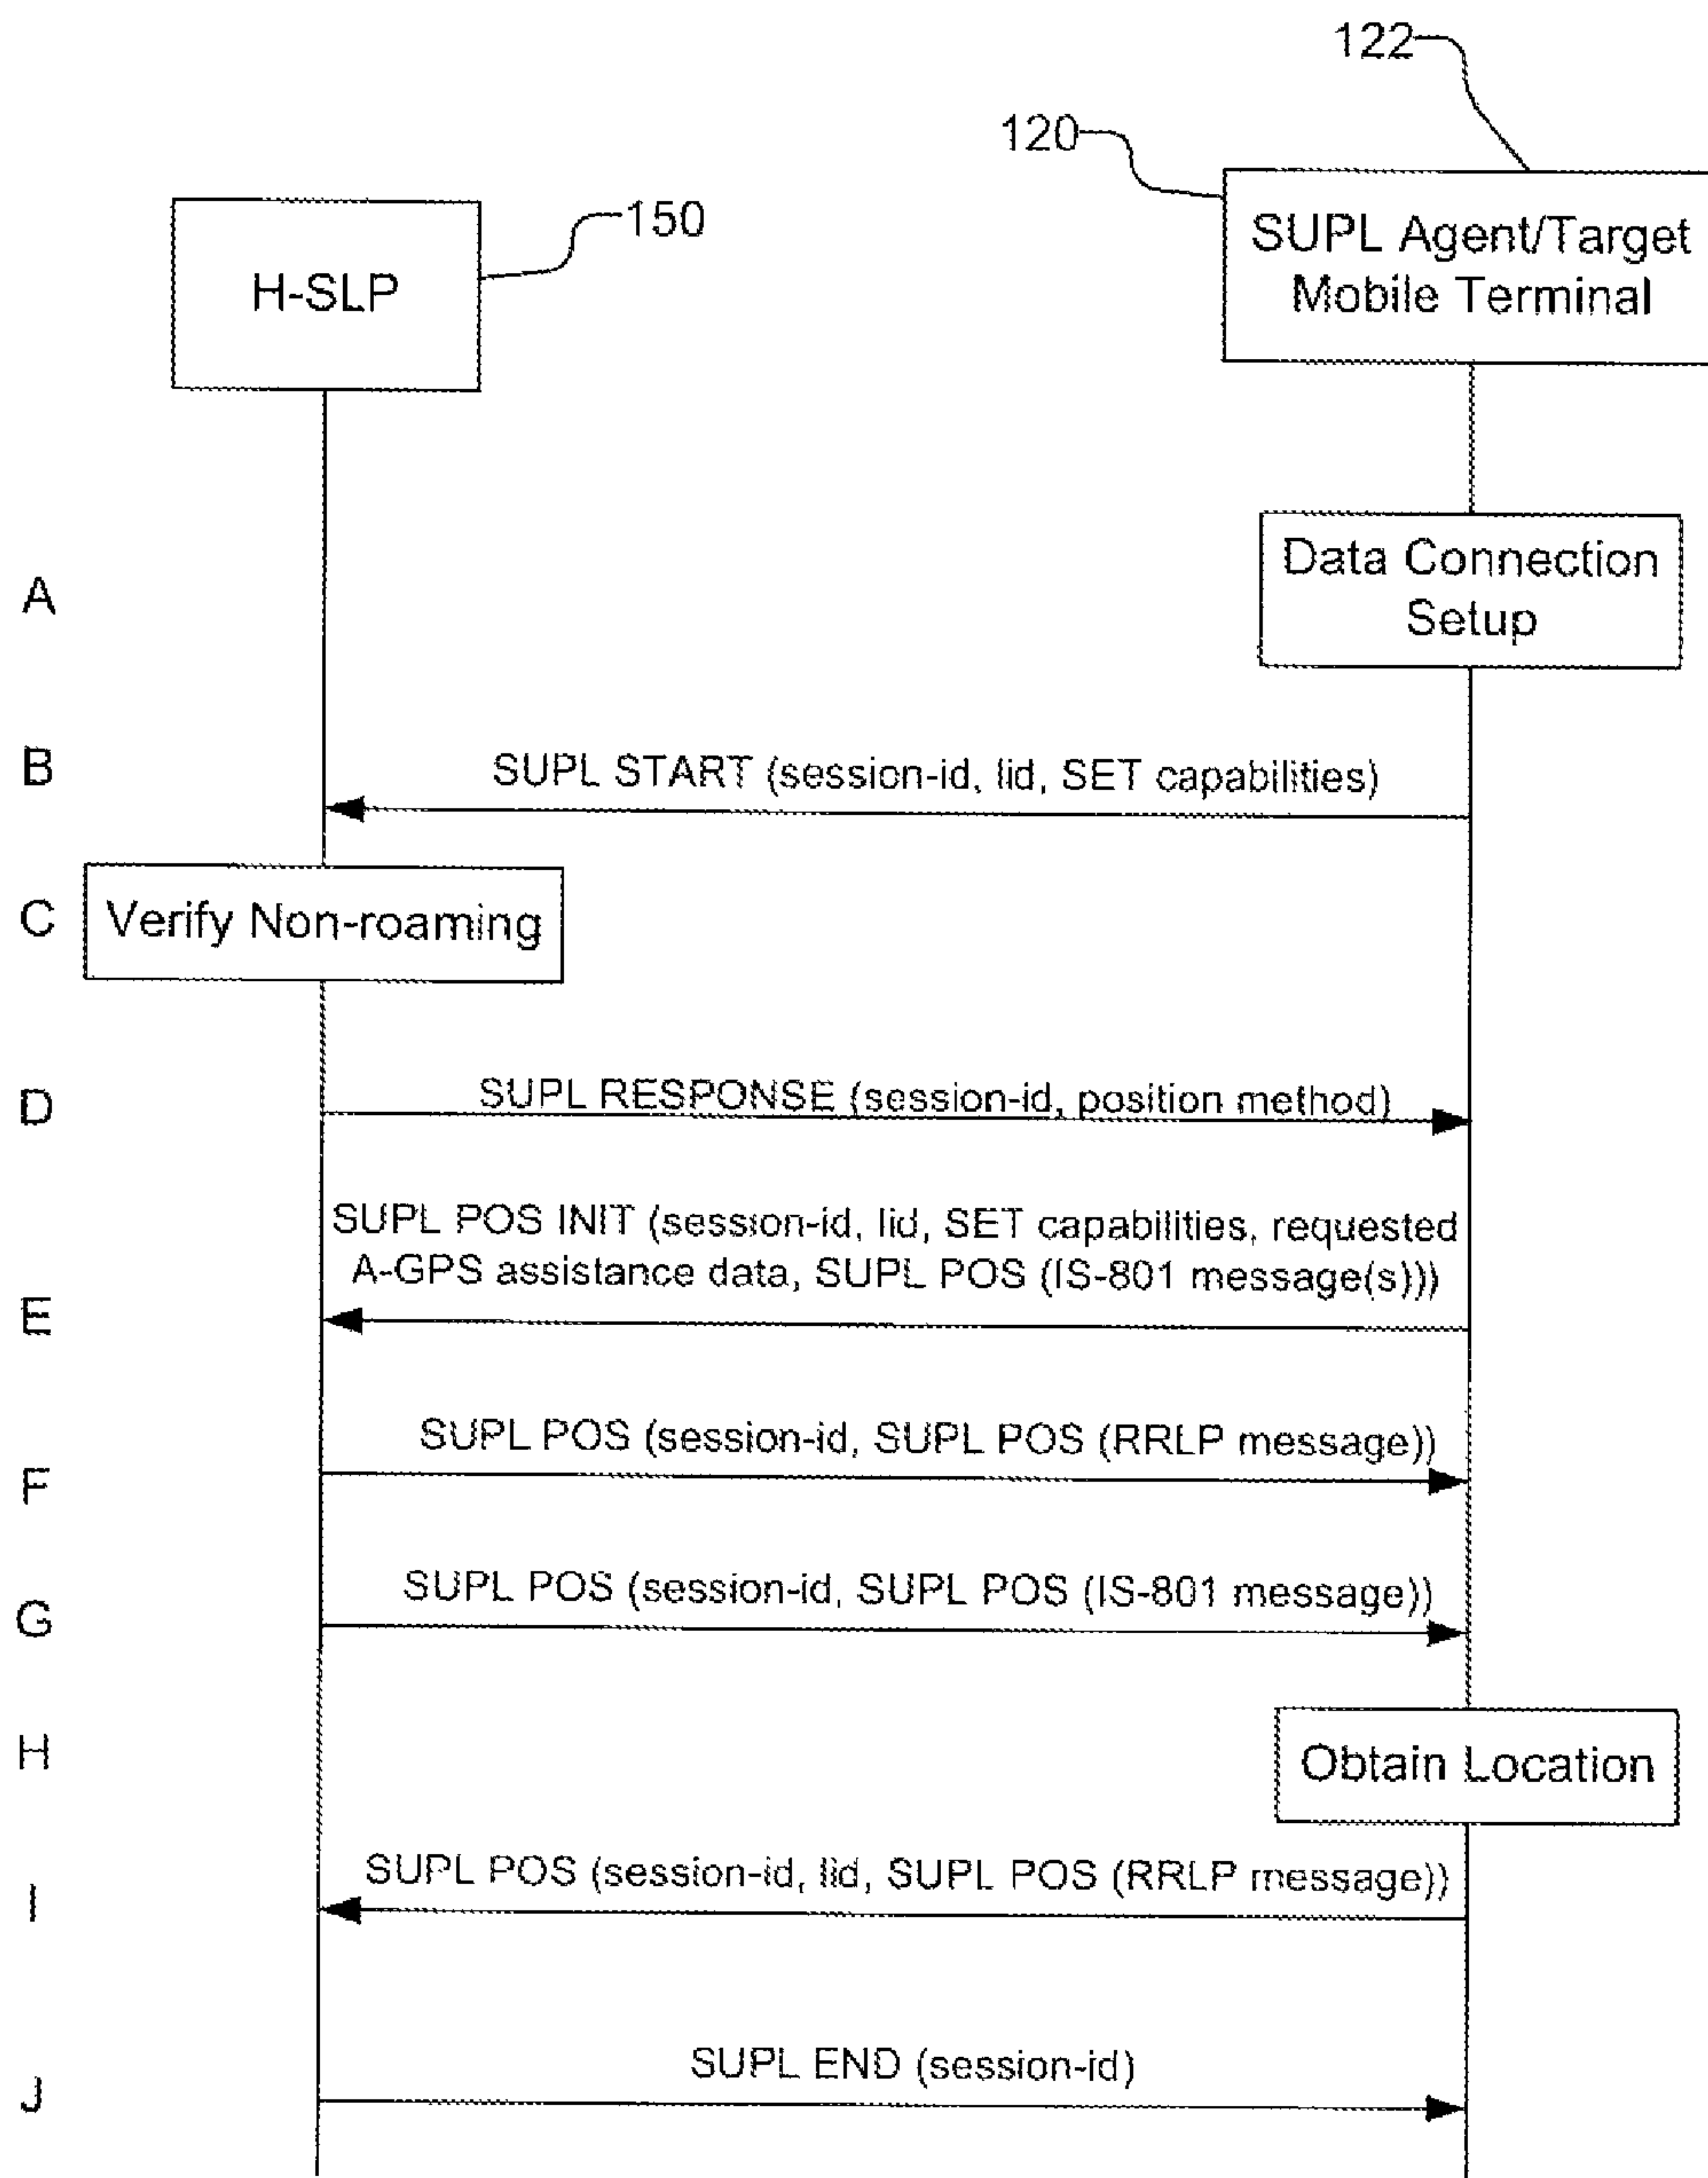 122
120
150
H-SLP
SUPL Agent/Target
Mobile Terminal
A
Data Connection
Setup
B
SUPL START (session-id, lid, SET capabilities)
C
Verify Non-roaming
D
SUPL RESPONSE (session-id, position method)
SUPL POS INIT (session-id, lid, SET capabilities, requested
A-GPS assistance data, SUPL POS (IS-801 message(s)))
E
SUPL POS (session-id, SUPL POS (RRLP message))
F
SUPL POS (session-id, SUPL POS (IS-801 message))
G
H
Obtain Location
SUPL POS (session-id, lid, SUPL POS (RRLP message))
I
SUPL END (session-id)
J